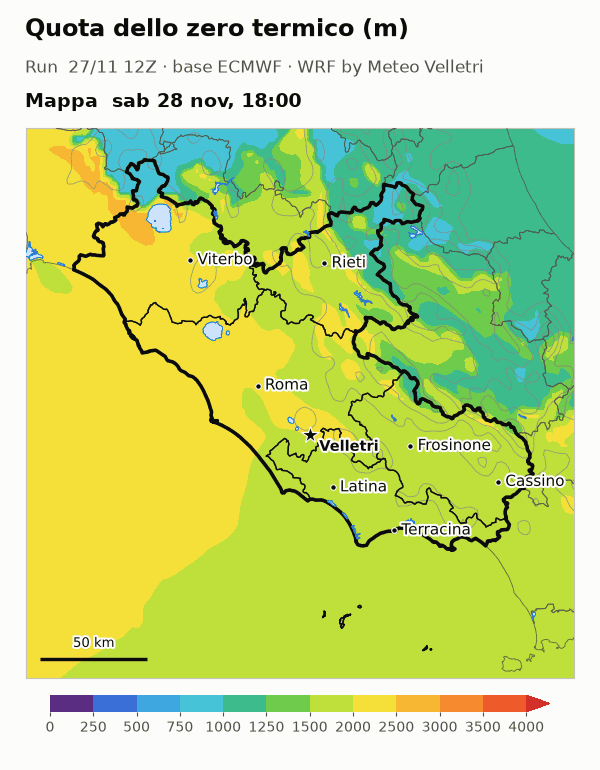 Quota dello zero termico (m)
Run  27/11 12Z · base ECMWF · WRF by Meteo Velletri
Mappa  sab 28 nov, 18:00
Viterbo
Rieti
Roma
Velletri
Frosinone
Latina
Cassino
Terracina
50 km
0 250 500 750 1000 1250 1500 2000 2500 3000 3500 4000